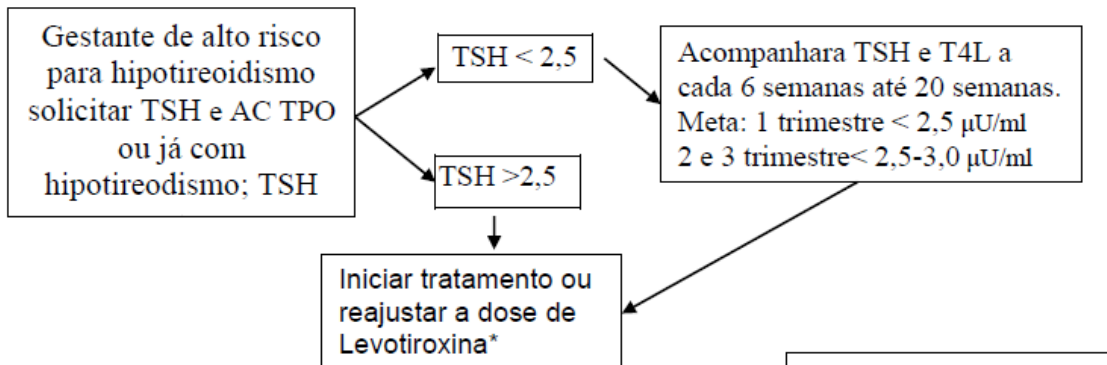 Gestante de alto risco
para hipotireoidismo
solicitar TSH e AC TPO
ou já com
hipotireodismo; TSH
TSH < 2,5
TSH >2,5
Acompanhara TSH e T4L a
cada 6 semanas até 20 semanas.
Meta: 1 trimestre < 2,5 μU/ml
2 e 3 trimestre< 2,5-3,0 μU/ml
Iniciar tratamento ou
reajustar a dose de
Levotiroxina*